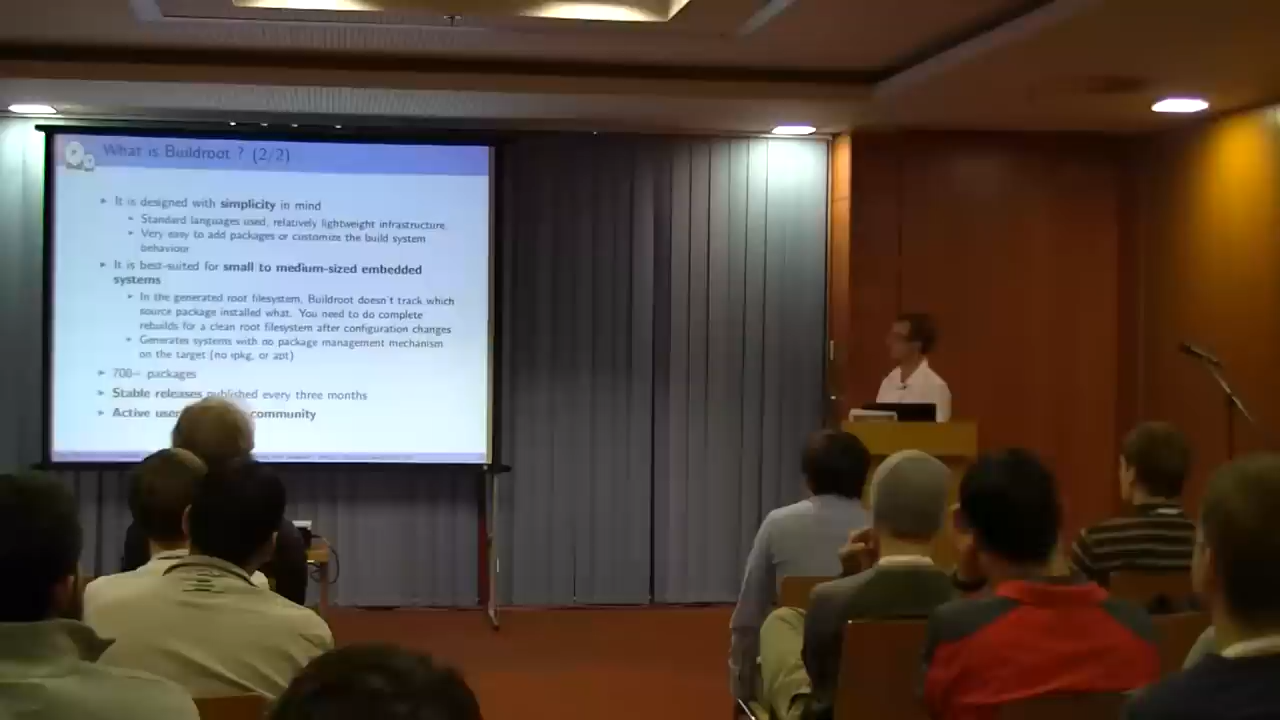 What is Buildroot ? (2/2)
It is designed with simplicity in mind
Standard languages used, relatively lightweight infrastructure
Very easy to add packages or customize the build system
behaviour
It is best-suited for small to medium-sized embedded
systems
In the generated root filesystem, Buildroot doesn't track which
source package installed what. You need to do complete
rebuilds for a clean root filesystem after configuration changes
Generates systems with no package management mechanism
on the target (no ipkg, or apt)
700+ packages
Stable releases published every three months
Active user community